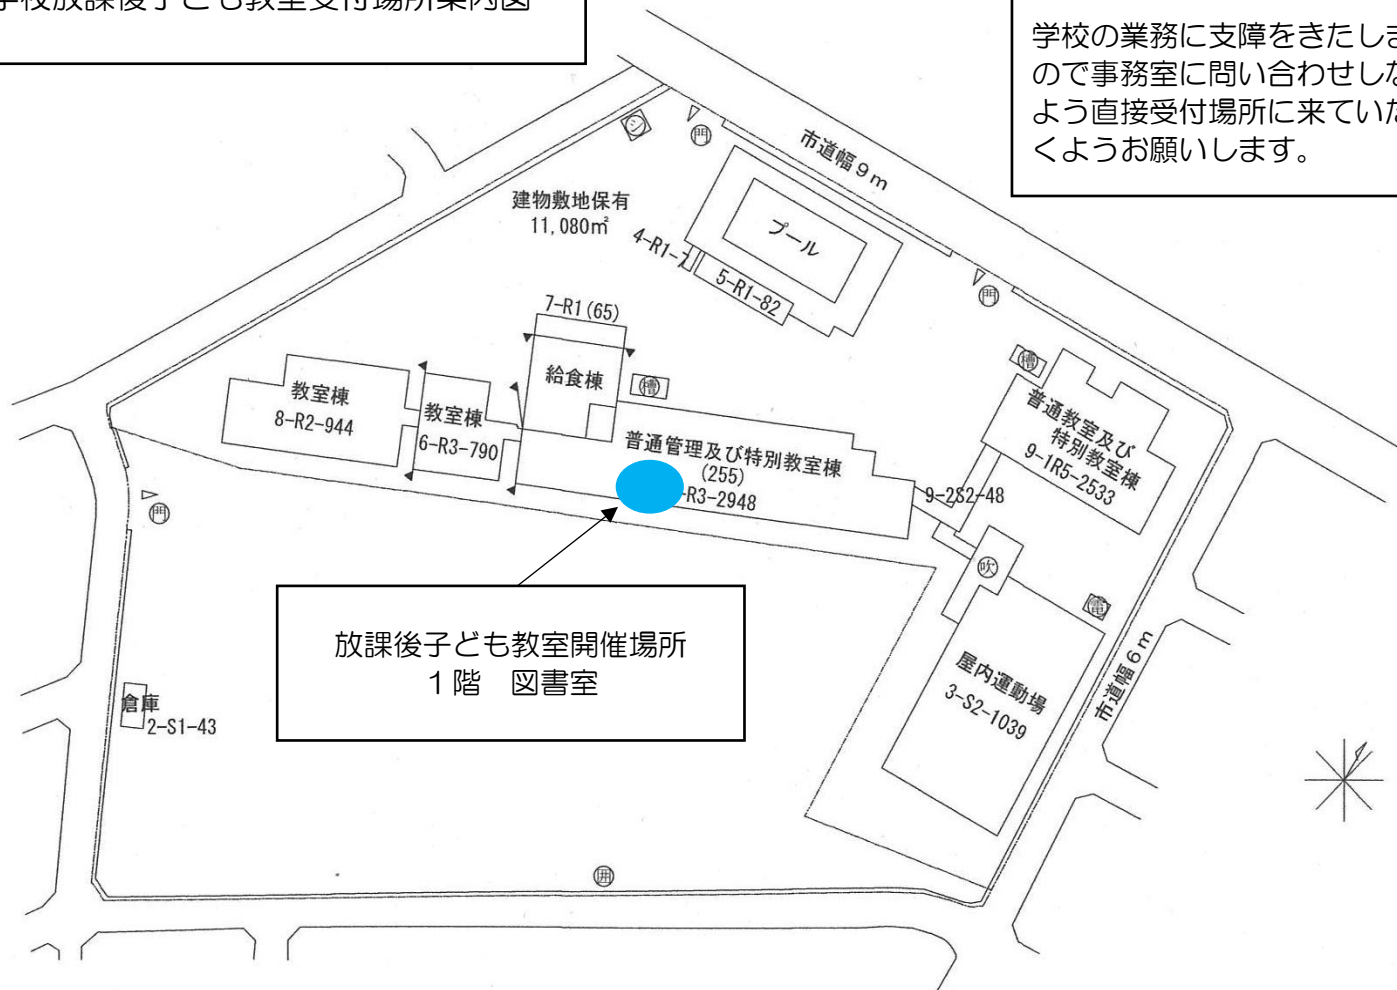 学校放課後子ども教室受付場所案内図
学校の業務に支障をきたしま
ので事務室に問い合わせしな
よう直接受付場所に来ていた
くようお願いします。
市道幅9m
門
建物敷地保有
11,080㎡
プール
4-R1-7
5-R1-82
門
7-R1(65)
給食棟
槽
教室棟
8-R2-944
教室棟
6-R3-790
普通管理及び特別教室棟
(255)
-R3-2948
槽
普通教室及び
特別教室棟
9-1R5-2533
9-2S2-48
門
吹
電
放課後子ども教室開催場所
1階 図書室
屋内運動場
3-S2-1039
市道幅6m
倉庫
2-S1-43